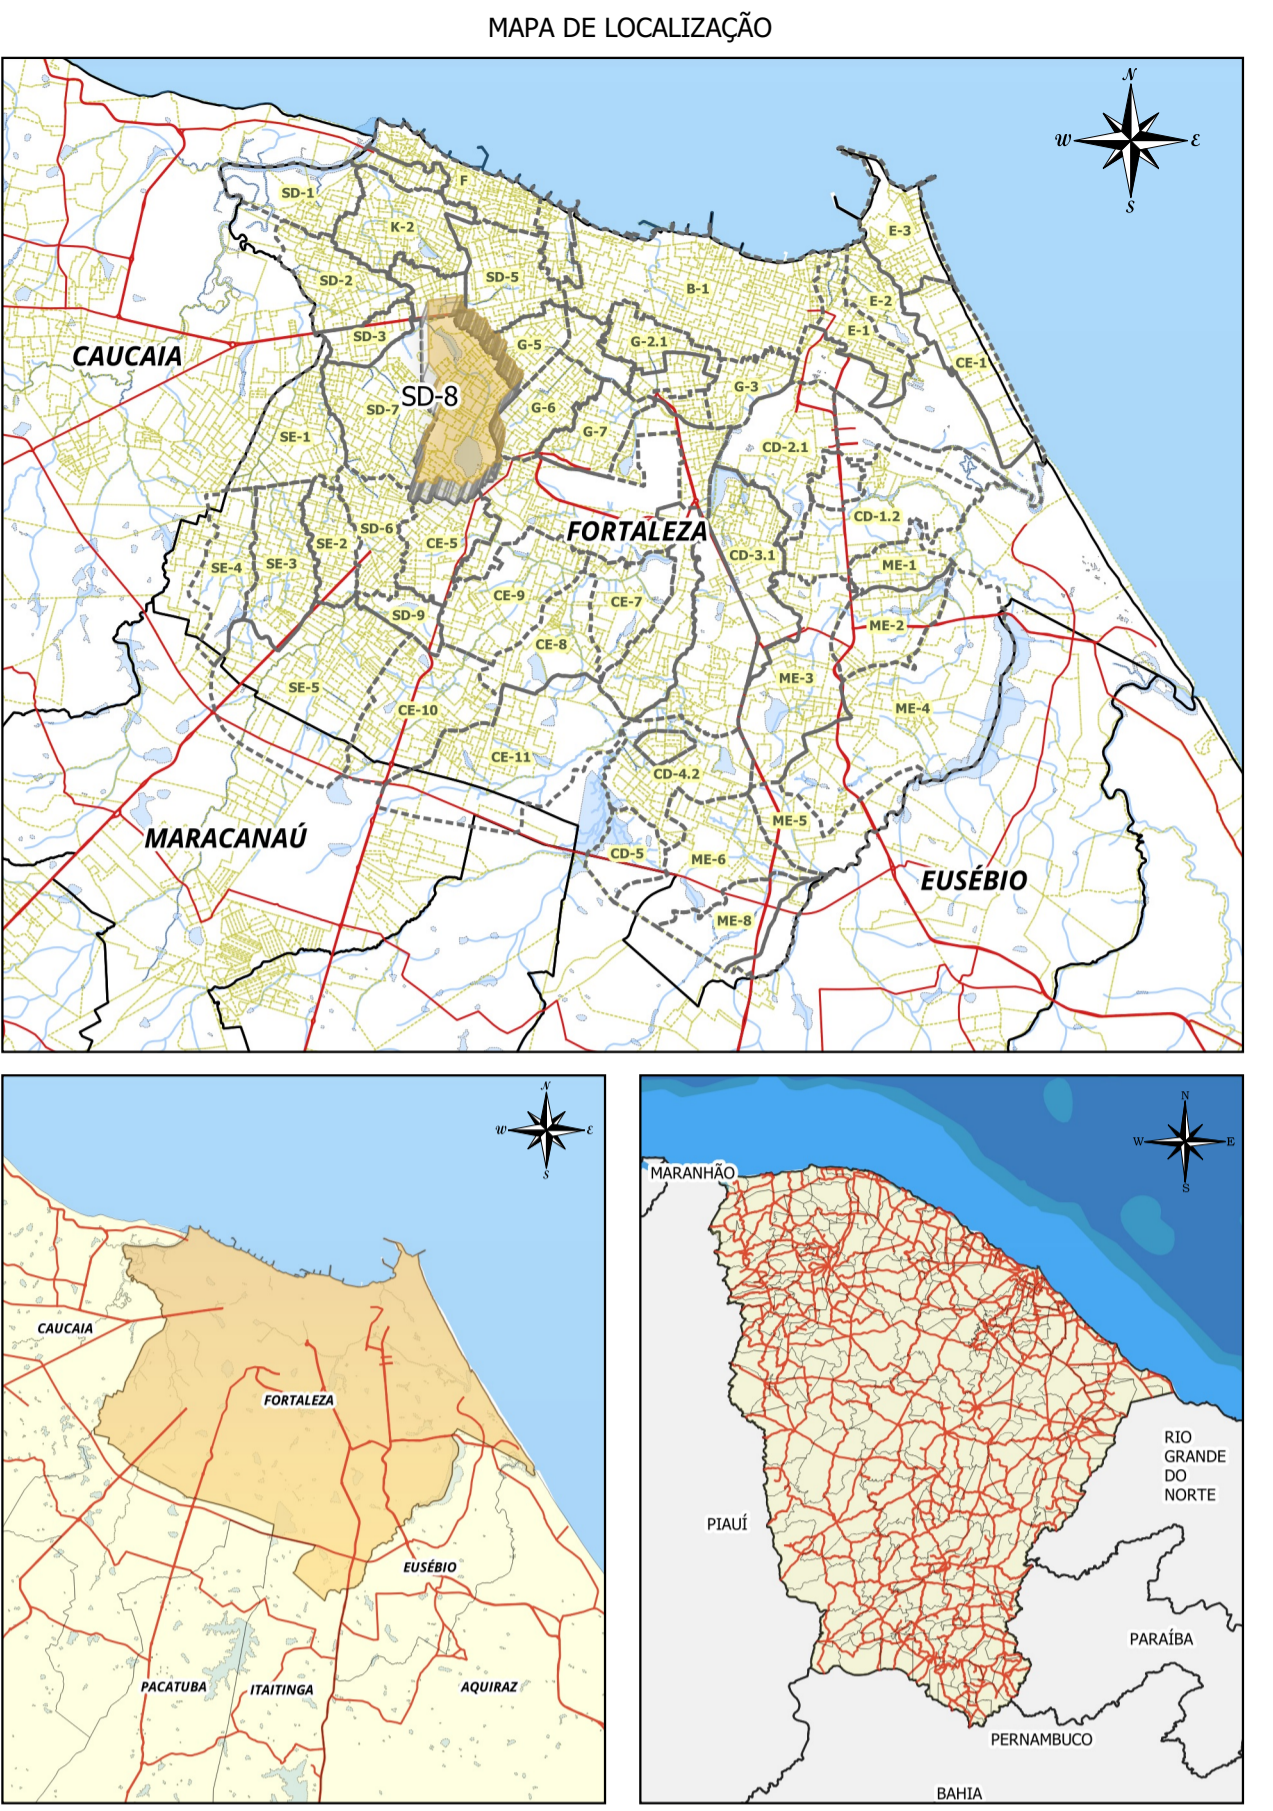 MAPA DE LOCALIZAÇÃO
N
W
E
S
SD-1
F
K-2
E-3
SD-2
SD-5
B-1
E-2
E-1
SD-3
G-5
G-2.1
CAUCAIA
CE-1
SD-8
SD-7
G-3
G-6
G-7
SE-1
CD-2.1
SD-6
FORTALEZA
CD-1.2
SE-2
CE-5
CD-3.1
SE-4
SE-3
ME-1
CE-9
CE-7
SD-9
ME-2
CE-8
SE-5
ME-3
CE-10
ME-4
CE-11
CD-4.2
ME-5
MARACANAÚ
CD-5
ME-6
EUSÉBIO
ME-8
N
W
E
S
CAUCAIA
FORTALEZA
EUSÉBIO
PACATUBA
ITAITINGA
AQUIRAZ
N
W
E
S
MARANHÃO
RIO
GRANDE
DO
NORTE
PIAUÍ
PARAÍBA
PERNAMBUCO
BAHIA